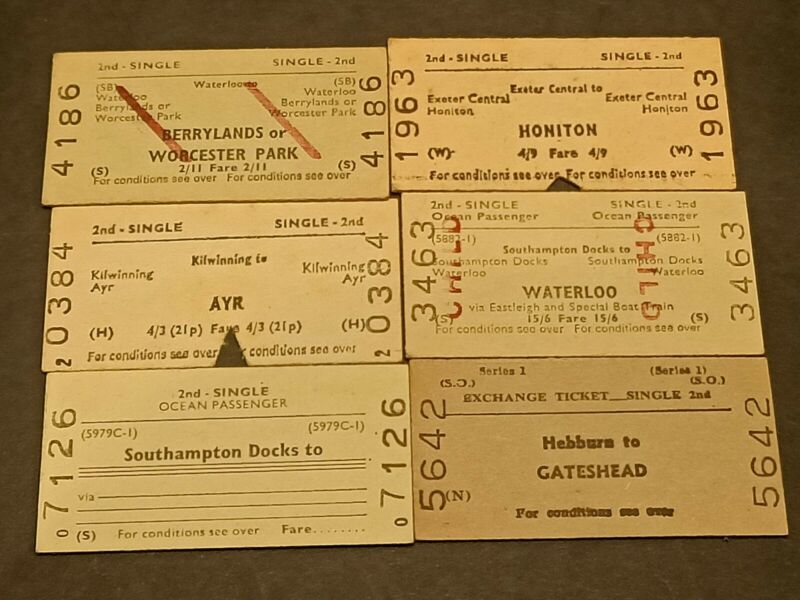 2nd - SINGLE SINGLE - 2nd
(SB) Waterloo to (SB)
Waterloo Waterloo
Berrylands or Berrylands or
Worcester Park Worcester Park
BERRYLANDS or
WORCESTER PARK
(S) 2/11 Fare 2/11 (S)
For conditions see over For conditions see over
4186 4186
2nd - SINGLE SINGLE - 2nd
Exeter Central to
Exeter Central Exeter Central
Honiton Honiton
HONITON
(W) 4/9 Fare 4/9 (W)
For conditions see over For conditions see over
1963 1963
2nd - SINGLE SINGLE - 2nd
Kilwinning to
Kilwinning Kilwinning
Ayr Ayr
AYR
(H) 4/3 (21p) Fare 4/3 (21p) (H)
For conditions see over For conditions see over
20384 20384
2nd - SINGLE SINGLE - 2nd
Ocean Passenger Ocean Passenger
(5882-1) (5882-1)
Southampton Docks to
Southampton Docks Southampton Docks
Waterloo Waterloo
WATERLOO
via Eastleigh and Special Boat Train
(S) 15/6 Fare 15/6 (S)
For conditions see over For conditions see over
3463 3463
CHILD CHILD
2nd - SINGLE
OCEAN PASSENGER
(5979C-1) (5979C-1)
Southampton Docks to
via
(S) For conditions see over Fare........
07126 07126
Series 1 (Series 1)
(S.O.) (S.O.)
EXCHANGE TICKET__SINGLE 2nd
Hebburn to
GATESHEAD
(N)
For conditions see over
5642 5642